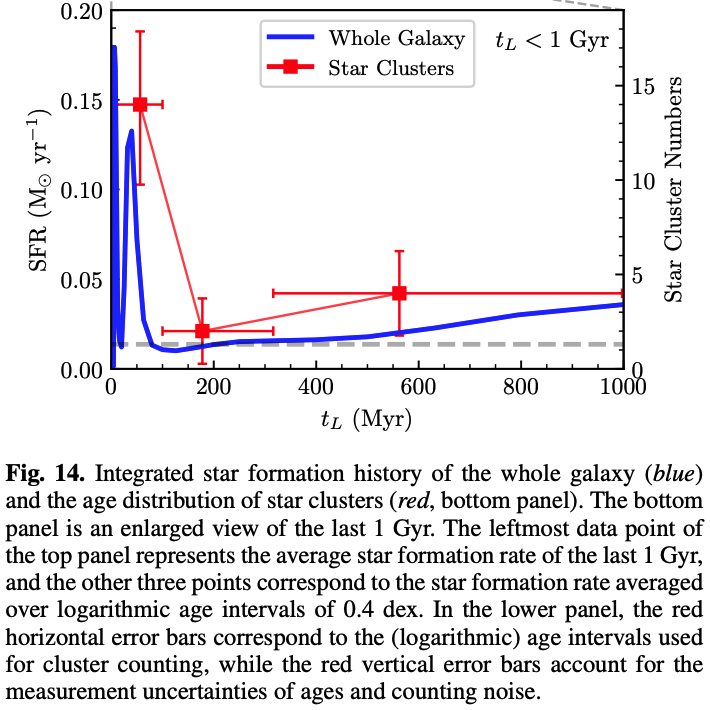 0.20
0.15
0.10
0.05
0.00
SFR (M⊙ yr⁻¹)
Whole Galaxy
Star Clusters
t_L < 1 Gyr
15
10
5
0
Star Cluster Numbers
0 200 400 600 800 1000
t_L (Myr)
Fig. 14. Integrated star formation history of the whole galaxy (blue)
and the age distribution of star clusters (red, bottom panel). The bottom
panel is an enlarged view of the last 1 Gyr. The leftmost data point of
the top panel represents the average star formation rate of the last 1 Gyr,
and the other three points correspond to the star formation rate averaged
over logarithmic age intervals of 0.4 dex. In the lower panel, the red
horizontal error bars correspond to the (logarithmic) age intervals used
for cluster counting, while the red vertical error bars account for the
measurement uncertainties of ages and counting noise.